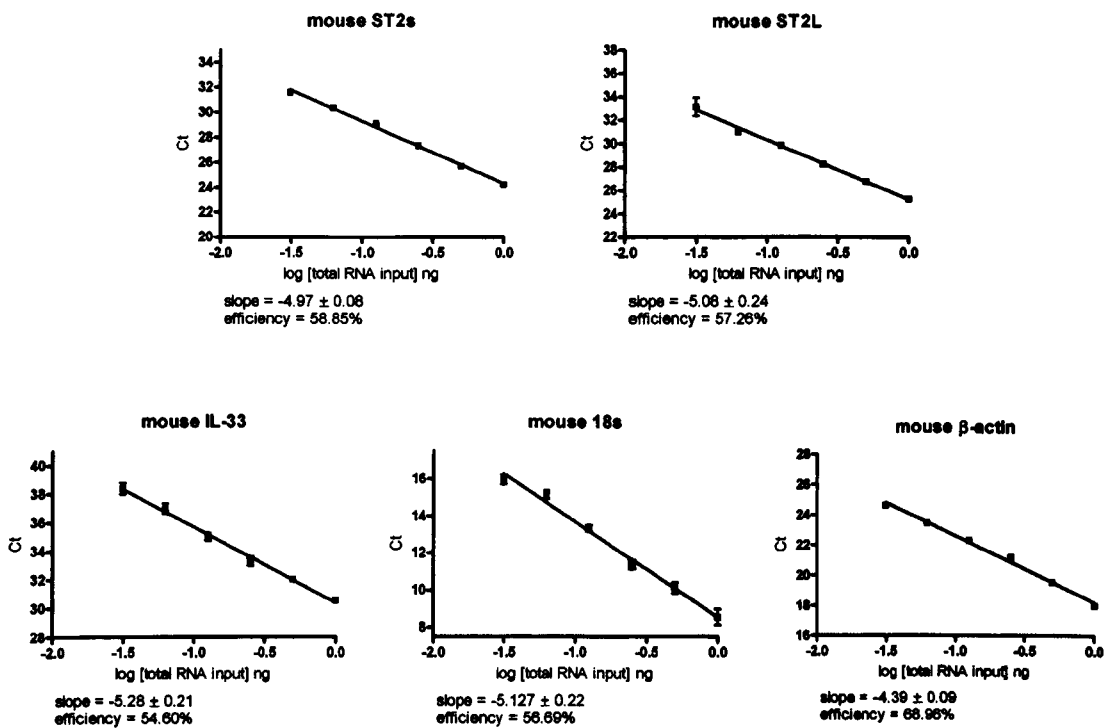 mouse ST2s
34
32
30
28
26
24
22
20
Ct
-2.0 -1.5 -1.0 -0.5 0.0
log [total RNA input] ng
slope = -4.97 ± 0.08
efficiency = 58.85%
mouse ST2L
38
36
34
32
30
28
26
24
22
Ct
-2.0 -1.5 -1.0 -0.5 0.0
log [total RNA input] ng
slope = -5.08 ± 0.24
efficiency = 57.26%
mouse IL-33
40
38
36
34
32
30
28
Ct
-2.0 -1.5 -1.0 -0.5 0.0
log [total RNA input] ng
slope = -5.28 ± 0.21
efficiency = 54.60%
mouse 18s
16
14
12
10
8
Ct
-2.0 -1.5 -1.0 -0.5 0.0
log [total RNA input] ng
slope = -5.127 ± 0.22
efficiency = 56.69%
mouse β-actin
28
26
24
22
20
18
16
Ct
-2.0 -1.5 -1.0 -0.5 0.0
log [total RNA input] ng
slope = -4.39 ± 0.09
efficiency = 68.96%